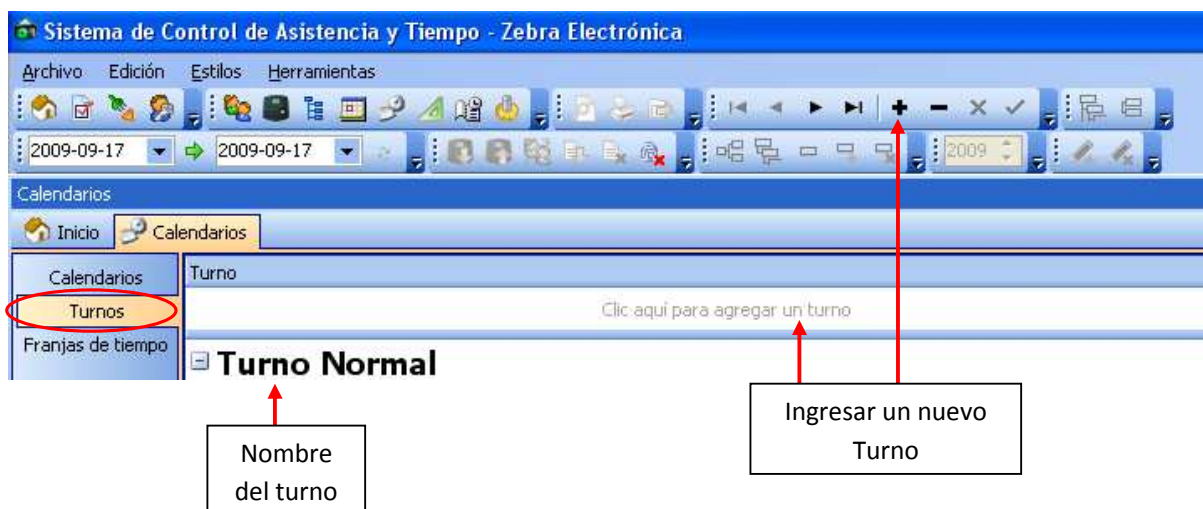 Sistema de Control de Asistencia y Tiempo - Zebra Electrónica
Archivo Edición Estilos Herramientas
2009-09-17 2009-09-17 2009
Calendarios
Inicio Calendarios
Calendarios
Turno
Turnos
Clic aquí para agregar un turno
Franjas de tiempo
Turno Normal
Ingresar un nuevo
Turno
Nombre
del turno